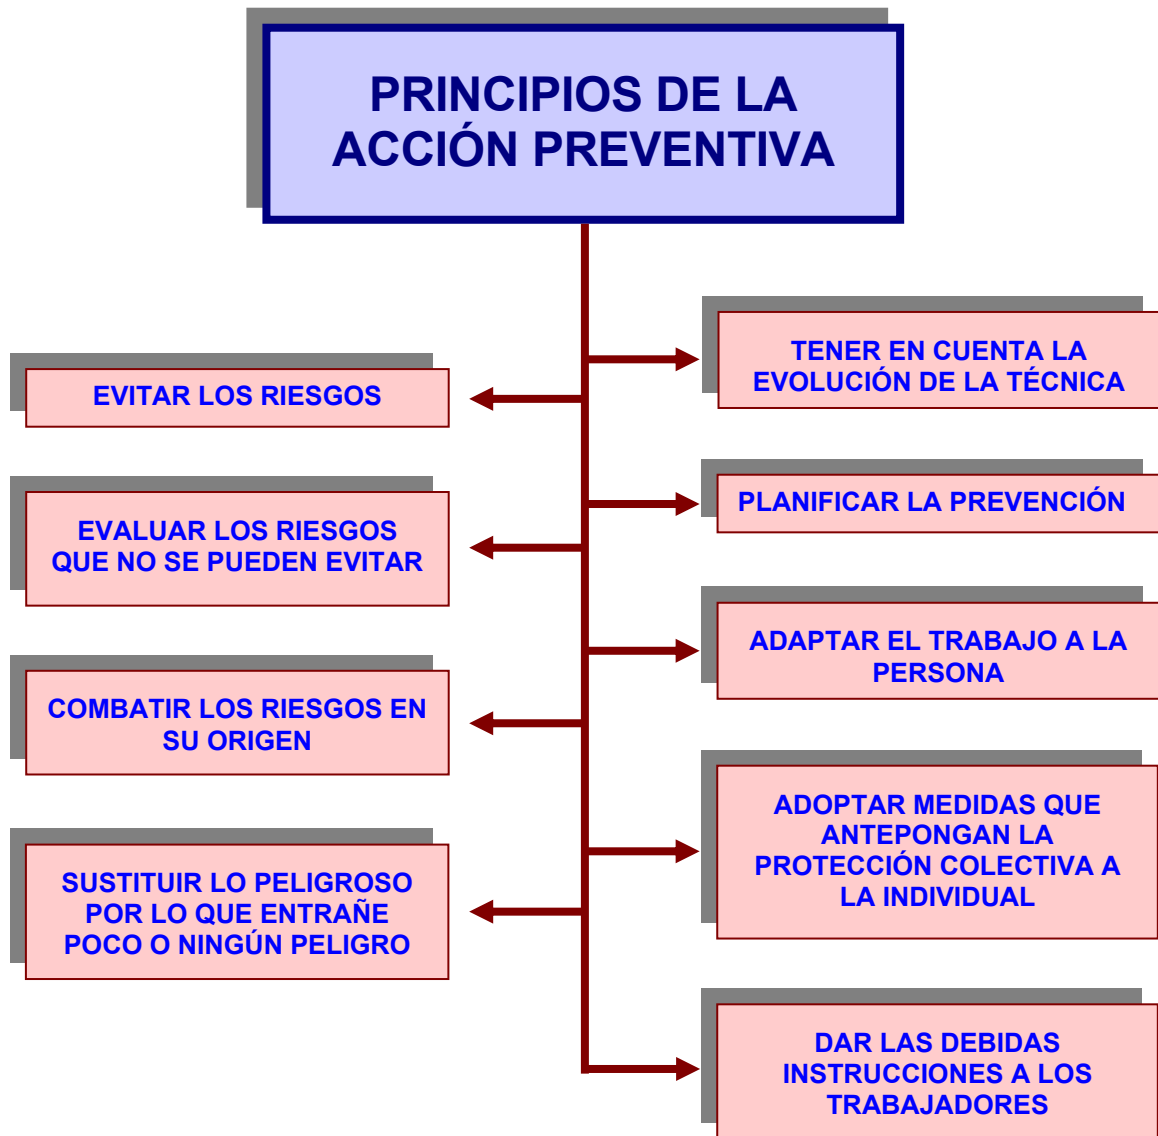 PRINCIPIOS DE LA
ACCIÓN PREVENTIVA
EVITAR LOS RIESGOS
EVALUAR LOS RIESGOS
QUE NO SE PUEDEN EVITAR
COMBATIR LOS RIESGOS EN
SU ORIGEN
SUSTITUIR LO PELIGROSO
POR LO QUE ENTRAÑE
POCO O NINGÚN PELIGRO
TENER EN CUENTA LA
EVOLUCIÓN DE LA TÉCNICA
PLANIFICAR LA PREVENCIÓN
ADAPTAR EL TRABAJO A LA
PERSONA
ADOPTAR MEDIDAS QUE
ANTEPONGAN LA
PROTECCIÓN COLECTIVA A
LA INDIVIDUAL
DAR LAS DEBIDAS
INSTRUCCIONES A LOS
TRABAJADORES